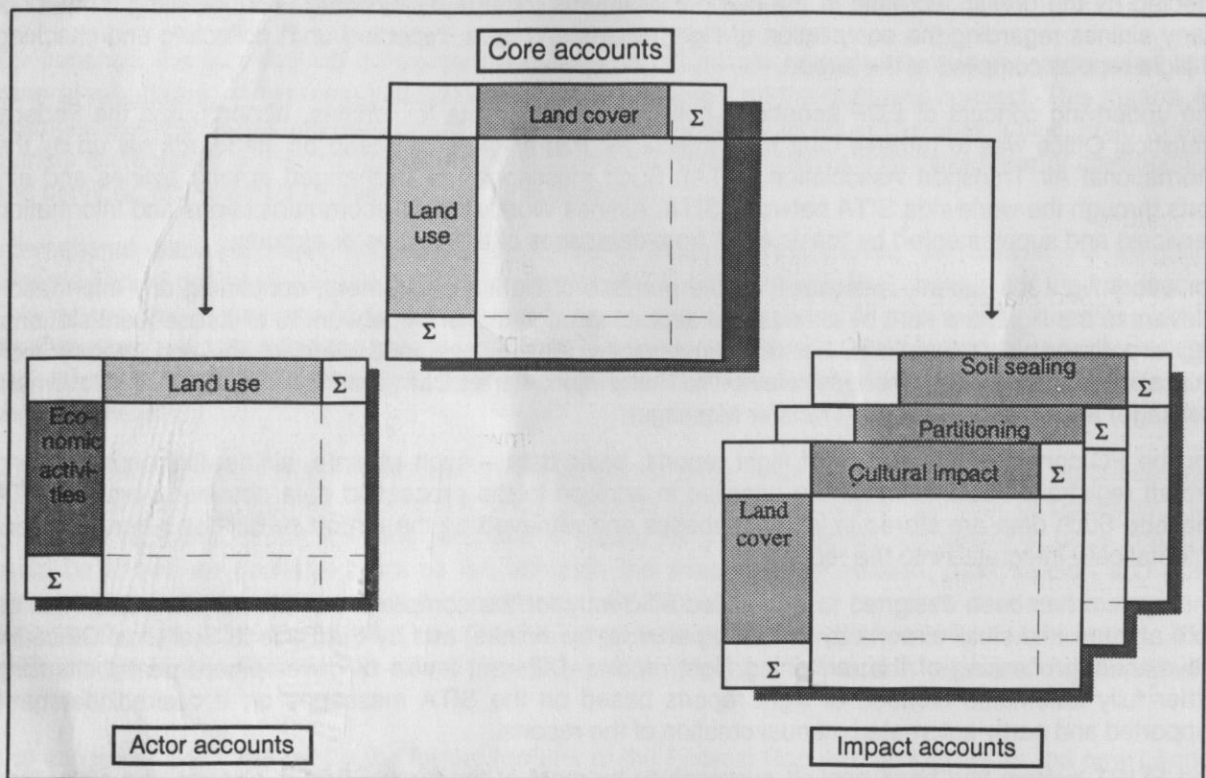 Core accounts
Land cover
Σ
Land
use
Σ
Land use
Σ
Eco-
nomic
activi-
ties
Σ
Soil sealing
Σ
Partitioning
Σ
Cultural impact
Σ
Land
cover
Σ
Actor accounts
Impact accounts